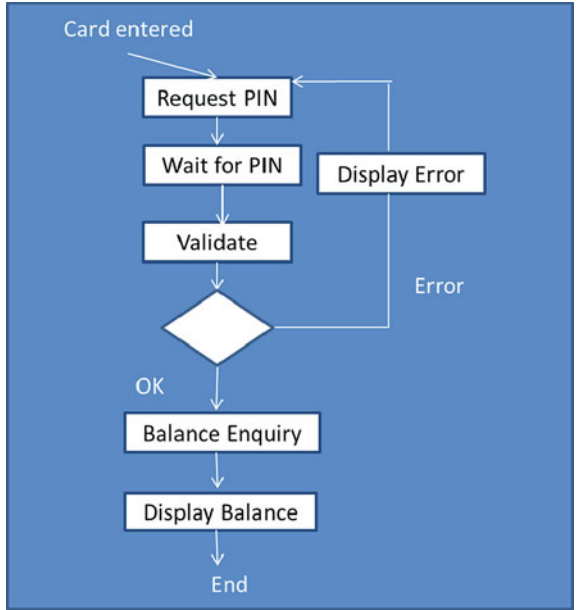 Card entered
Request PIN
Wait for PIN
Display Error
Validate
Error
OK
Balance Enquiry
Display Balance
End